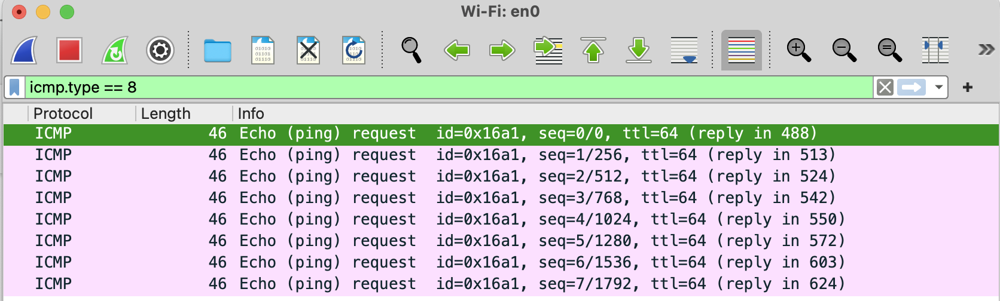 Wi-Fi: en0
icmp.type == 8
Protocol Length Info
ICMP 46 Echo (ping) request id=0x16a1, seq=0/0, ttl=64 (reply in 488)
ICMP 46 Echo (ping) request id=0x16a1, seq=1/256, ttl=64 (reply in 513)
ICMP 46 Echo (ping) request id=0x16a1, seq=2/512, ttl=64 (reply in 524)
ICMP 46 Echo (ping) request id=0x16a1, seq=3/768, ttl=64 (reply in 542)
ICMP 46 Echo (ping) request id=0x16a1, seq=4/1024, ttl=64 (reply in 550)
ICMP 46 Echo (ping) request id=0x16a1, seq=5/1280, ttl=64 (reply in 572)
ICMP 46 Echo (ping) request id=0x16a1, seq=6/1536, ttl=64 (reply in 603)
ICMP 46 Echo (ping) request id=0x16a1, seq=7/1792, ttl=64 (reply in 624)